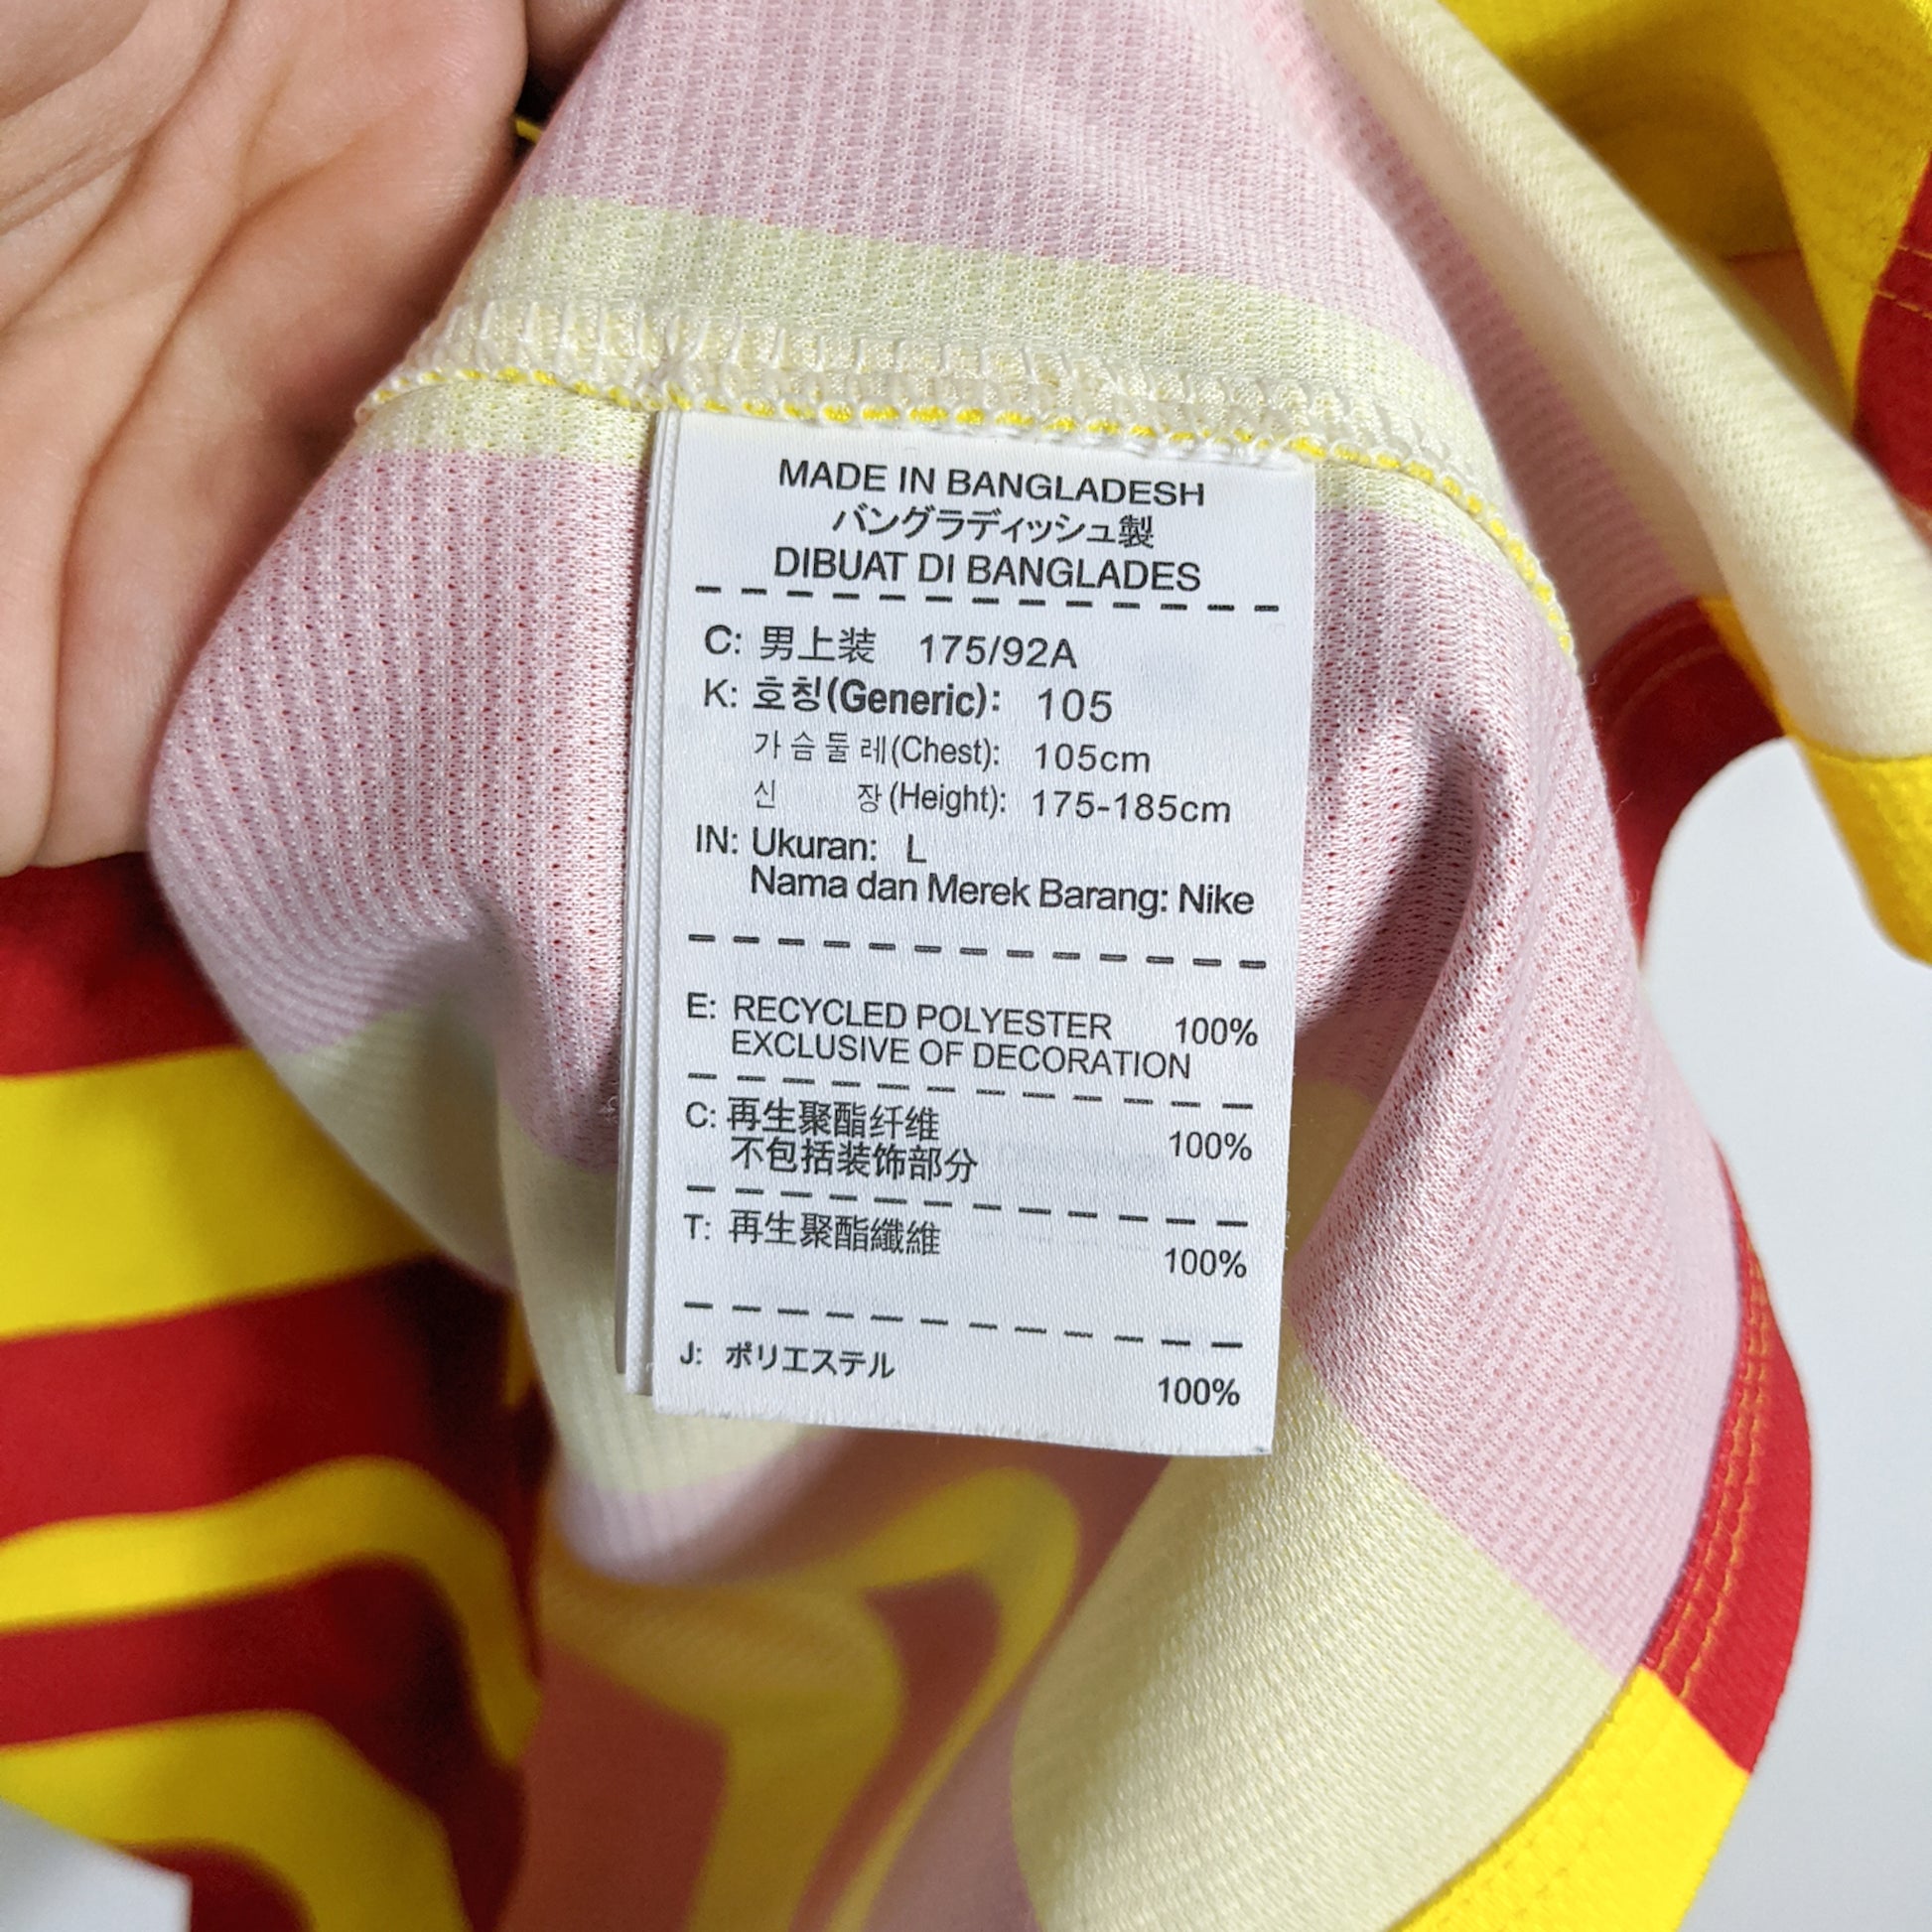 MADE IN BANGLADESH
バングラディッシュ製
DIBUAT DI BANGLADES
C: 男上装 175/92A
K: 호칭(Generic): 105
가슴둘레(Chest): 105cm
신 장(Height): 175-185cm
IN: Ukuran: L
Nama dan Merek Barang: Nike
E: RECYCLED POLYESTER 100%
EXCLUSIVE OF DECORATION
C: 再生聚酯纤维 100%
不包括装饰部分
T: 再生聚酯纖維 100%
J: ポリエステル 100%